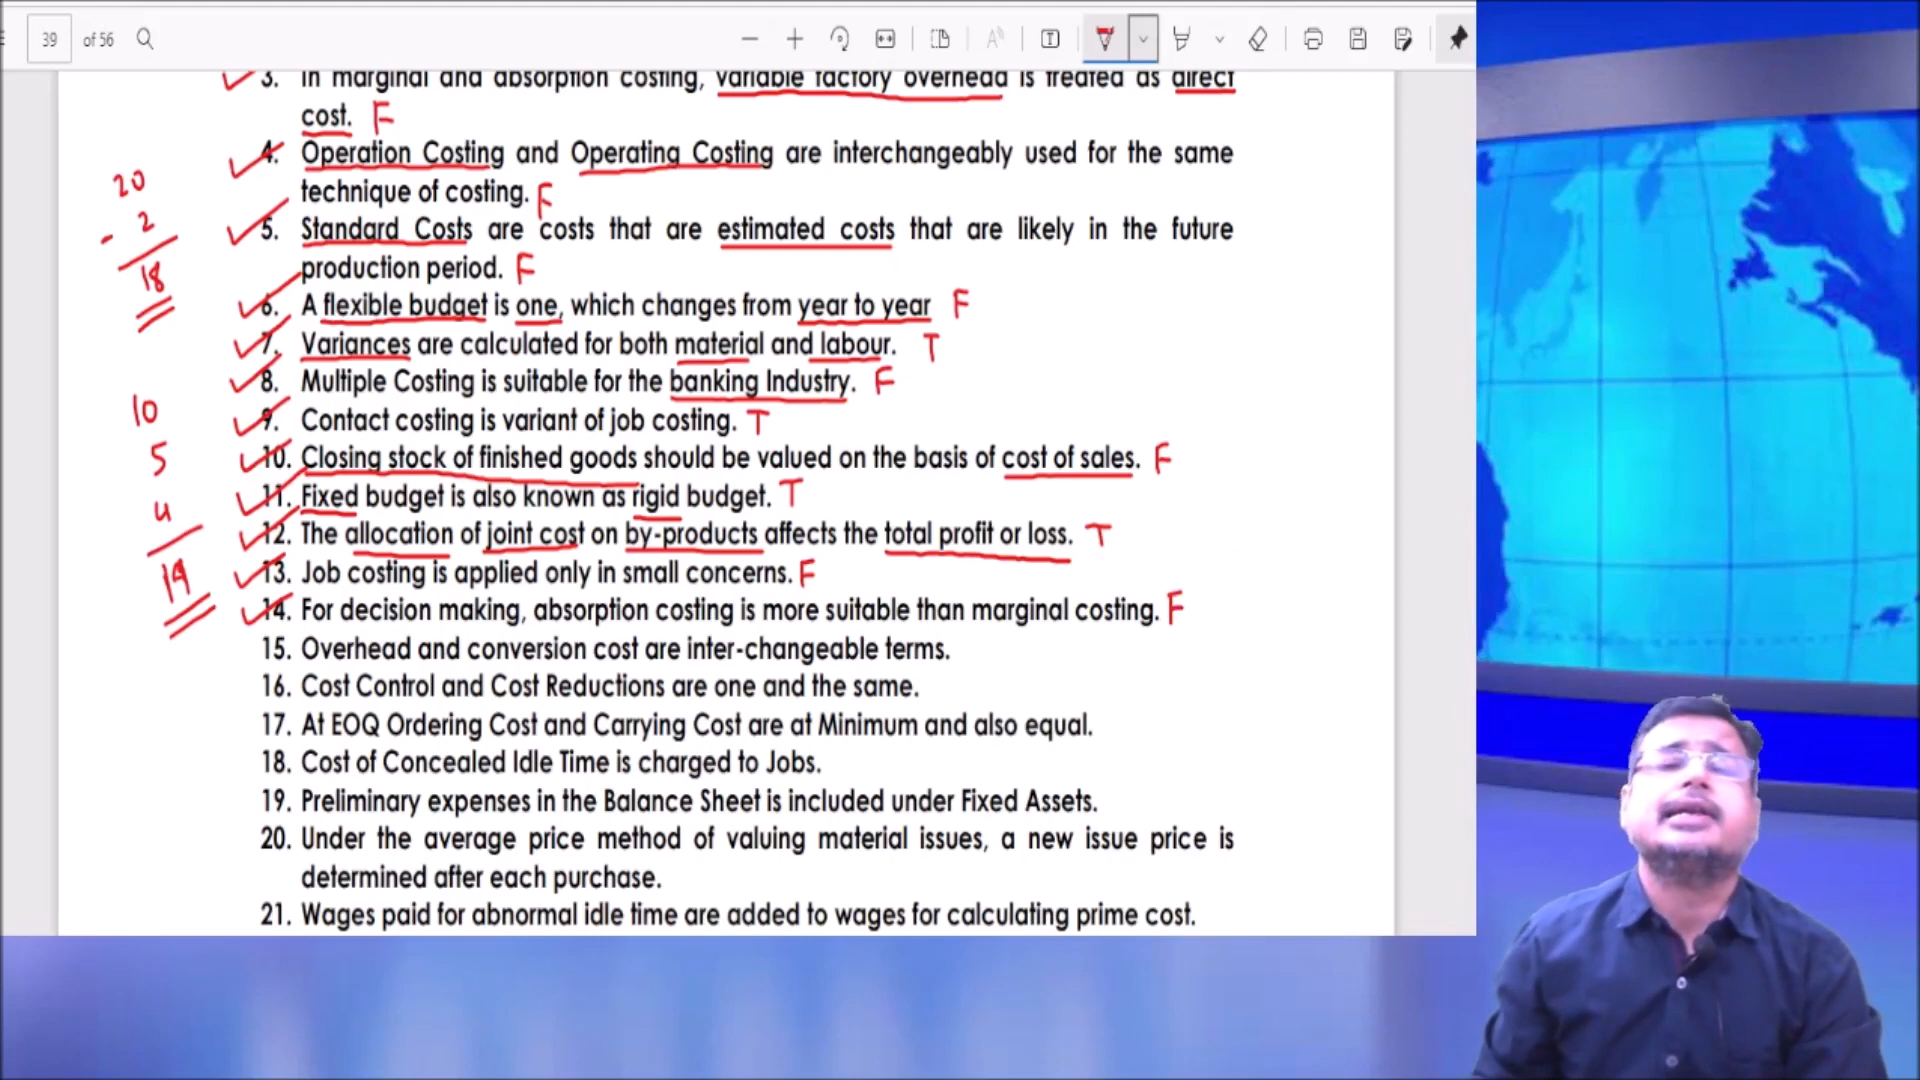 39 of 56
3. In marginal and absorption costing, variable factory overhead is treated as direct
cost. F
4. Operation Costing and Operating Costing are interchangeably used for the same
technique of costing. F
5. Standard Costs are costs that are estimated costs that are likely in the future
production period. F
6. A flexible budget is one, which changes from year to year F
7. Variances are calculated for both material and labour. T
8. Multiple Costing is suitable for the banking Industry. F
9. Contact costing is variant of job costing. T
10. Closing stock of finished goods should be valued on the basis of cost of sales. F
11. Fixed budget is also known as rigid budget. T
12. The allocation of joint cost on by-products affects the total profit or loss. T
13. Job costing is applied only in small concerns. F
14. For decision making, absorption costing is more suitable than marginal costing. F
15. Overhead and conversion cost are inter-changeable terms.
16. Cost Control and Cost Reductions are one and the same.
17. At EOQ Ordering Cost and Carrying Cost are at Minimum and also equal.
18. Cost of Concealed Idle Time is charged to Jobs.
19. Preliminary expenses in the Balance Sheet is included under Fixed Assets.
20. Under the average price method of valuing material issues, a new issue price is
determined after each purchase.
21. Wages paid for abnormal idle time are added to wages for calculating prime cost.
20
- 2
18
10
5
4
19